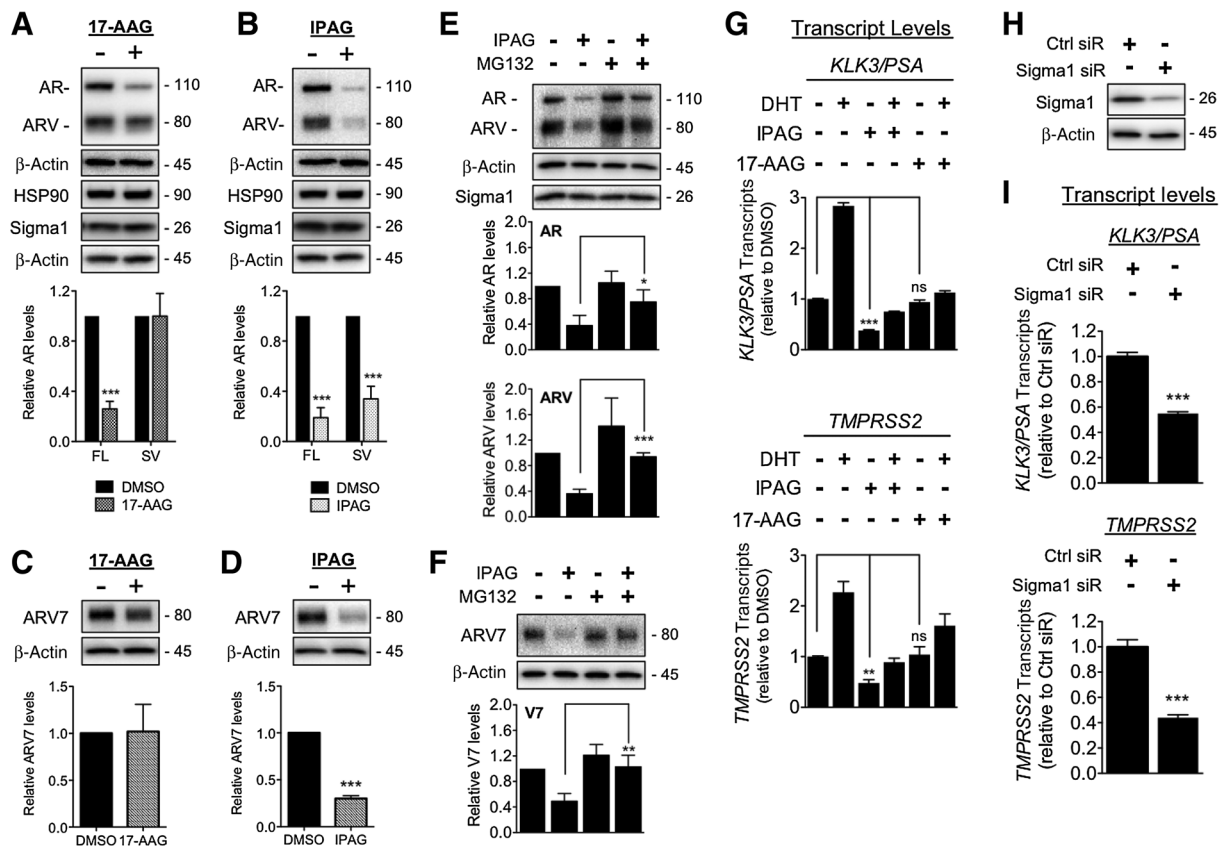 A
17-AAG
- +
AR- - 110
ARV - - 80
β-Actin - 45
HSP90 - 90
Sigma1 - 26
β-Actin - 45
Relative AR levels
1.2
0.8
0.4
0.0
***
FL SV
DMSO
17-AAG
B
IPAG
- +
AR- - 110
ARV- - 80
β-Actin - 45
HSP90 - 90
Sigma1 - 26
β-Actin - 45
Relative AR levels
1.2
0.8
0.4
0.0
*** ***
FL SV
DMSO
IPAG
C
17-AAG
- +
ARV7 - 80
β-Actin - 45
Relative ARV7 levels
1.5
1.0
0.5
0.0
DMSO 17-AAG
D
IPAG
- +
ARV7 - 80
β-Actin - 45
Relative ARV7 levels
1.5
1.0
0.5
0.0
***
DMSO IPAG
E
IPAG - + - +
MG132 - - + +
AR - - 110
ARV - - 80
β-Actin - 45
Sigma1 - 26
AR
Relative AR levels
2.0
1.6
1.2
0.8
0.4
0.0
*
ARV
Relative ARV levels
2.0
1.6
1.2
0.8
0.4
0.0
***
F
IPAG - + - +
MG132 - - + +
ARV7 - 80
β-Actin - 45
V7
Relative V7 levels
2.0
1.6
1.2
0.8
0.4
0.0
**
G
Transcript Levels
KLK3/PSA
DHT - + - + - +
IPAG - - + + - -
17-AAG - - - - + +
KLK3/PSA Transcripts
(relative to DMSO)
3
2
1
0
*** ns
TMPRSS2
DHT - + - + - +
IPAG - - + + - -
17-AAG - - - - + +
TMPRSS2 Transcripts
(relative to DMSO)
3
2
1
0
** ns
H
Ctrl siR + -
Sigma1 siR - +
Sigma1 - 26
β-Actin - 45
I
Transcript levels
KLK3/PSA
Ctrl siR + -
Sigma1 siR - +
KLK3/PSA Transcripts
(relative to Ctrl siR)
1.2
1.0
0.8
0.6
0.4
0.2
0.0
***
TMPRSS2
Ctrl siR + -
Sigma1 siR - +
TMPRSS2 Transcripts
(relative to Ctrl siR)
1.2
1.0
0.8
0.6
0.4
0.2
0.0
***